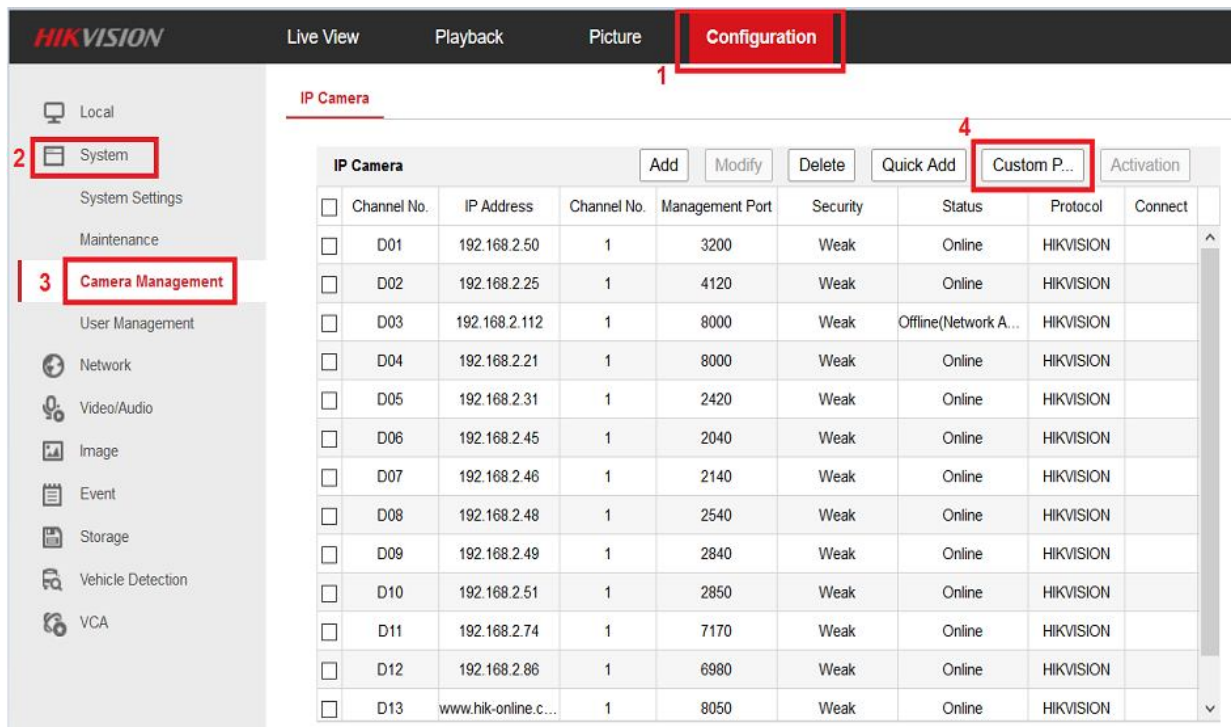 HIKVISION Live View Playback Picture Configuration
1
IP Camera
Local
4
2 System
IP Camera Add Modify Delete Quick Add Custom P... Activation
System Settings
Channel No. IP Address Channel No. Management Port Security Status Protocol Connect
Maintenance
D01 192.168.2.50 1 3200 Weak Online HIKVISION
3 Camera Management
D02 192.168.2.25 1 4120 Weak Online HIKVISION
User Management
D03 192.168.2.112 1 8000 Weak Offline(Network A... HIKVISION
Network
D04 192.168.2.21 1 8000 Weak Online HIKVISION
Video/Audio
D05 192.168.2.31 1 2420 Weak Online HIKVISION
Image
D06 192.168.2.45 1 2040 Weak Online HIKVISION
Event
D07 192.168.2.46 1 2140 Weak Online HIKVISION
Storage
D08 192.168.2.48 1 2540 Weak Online HIKVISION
Vehicle Detection
D09 192.168.2.49 1 2840 Weak Online HIKVISION
VCA
D10 192.168.2.51 1 2850 Weak Online HIKVISION
D11 192.168.2.74 1 7170 Weak Online HIKVISION
D12 192.168.2.86 1 6980 Weak Online HIKVISION
D13 www.hik-online.c... 1 8050 Weak Online HIKVISION